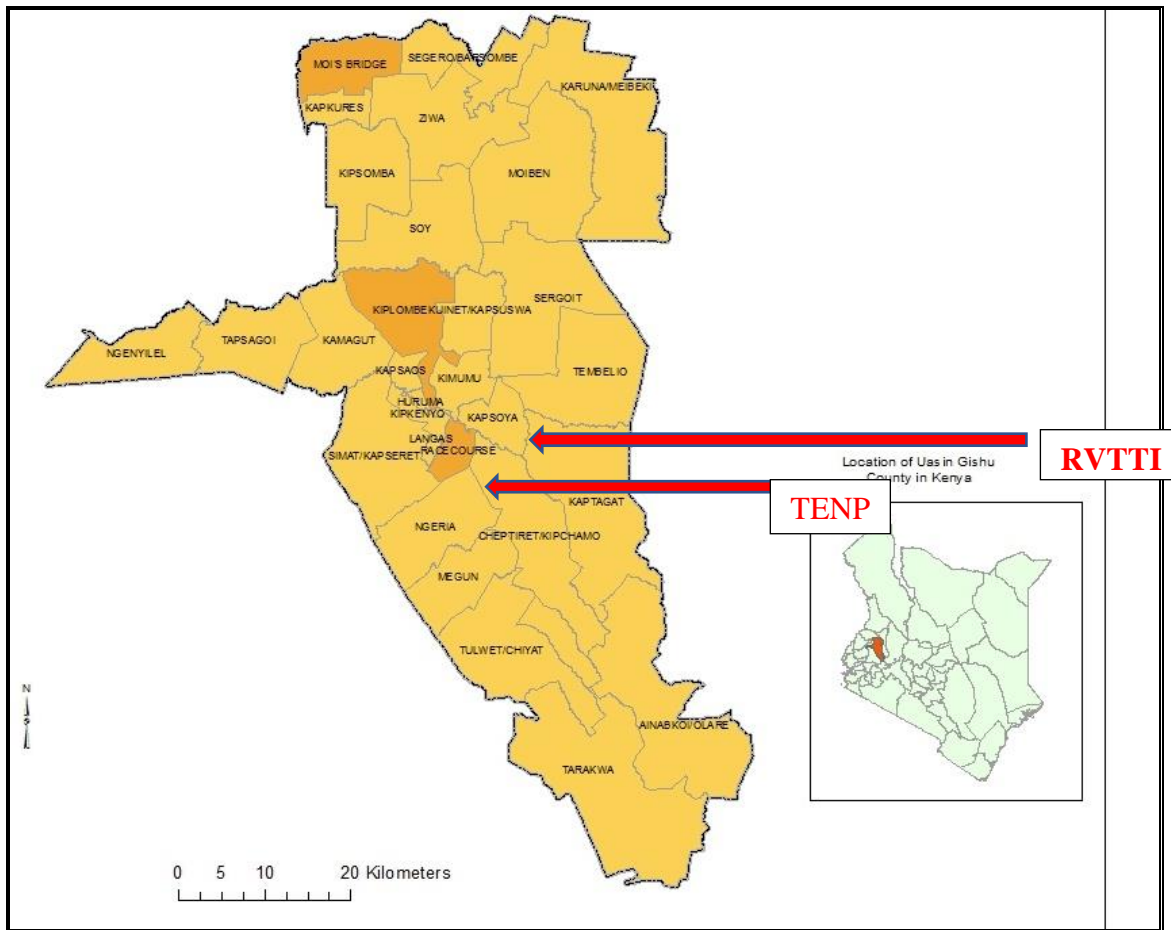 MOI'S BRIDGE
SEGERO/BARSOMBE
KARUNA/MEIBEKI
KAPKURES
ZIWA
KIPSOMBA
MOIBEN
SOY
SERGOIT
KIPLOMBE
KUINET/KAPSUSWA
KAMAGUT
TAPSAGOI
NGENYILEL
KAPSAOS
KIMUMU
TEMBELIO
HURUMA
KIPKENYO
KAPSOYA
LANGAS
RACECOURSE
SIMAT/KAPSERET
RVTTI
Location of Uasin Gishu
County in Kenya
TENP
KAPTAGAT
NGERIA
CHEPTIRET/KIPCHAMO
MEGUN
TULWET/CHIYAT
N
AINABKOI/OLARE
TARAKWA
0 5 10 20 Kilometers